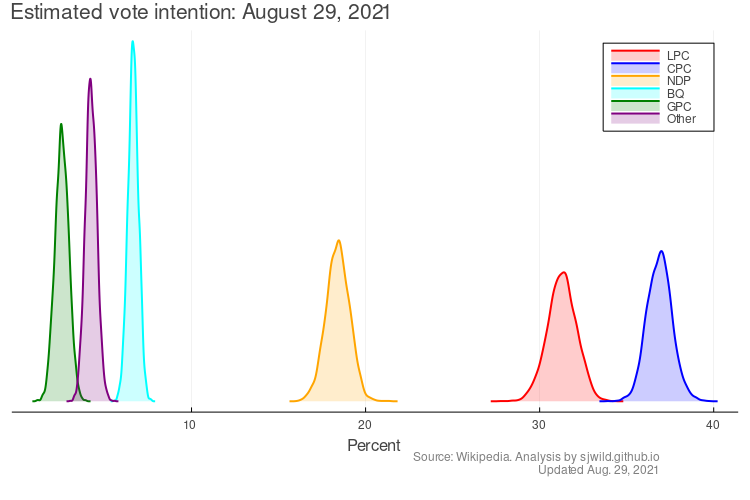 Estimated vote intention: August 29, 2021
LPC
CPC
NDP
BQ
GPC
Other
10
20
30
40
Percent
Source: Wikipedia. Analysis by sjwild.github.io
Updated Aug. 29, 2021